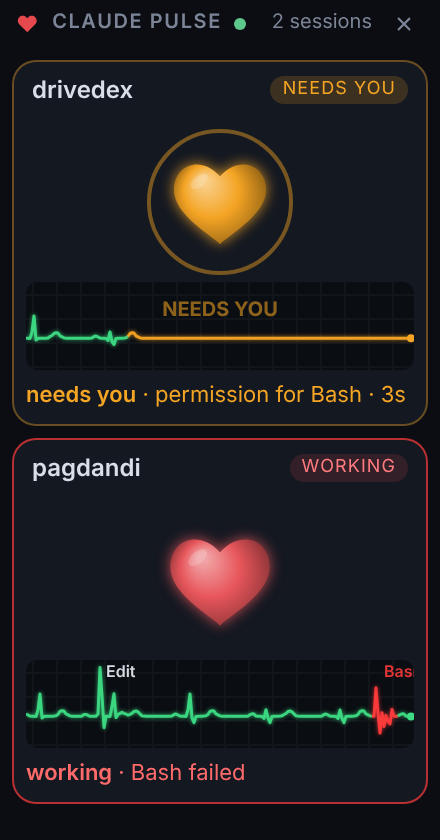 CLAUDE PULSE 2 sessions ×
drivedex NEEDS YOU
NEEDS YOU
needs you · permission for Bash · 3s
pagdandi WORKING
Edit
working · Bash failed